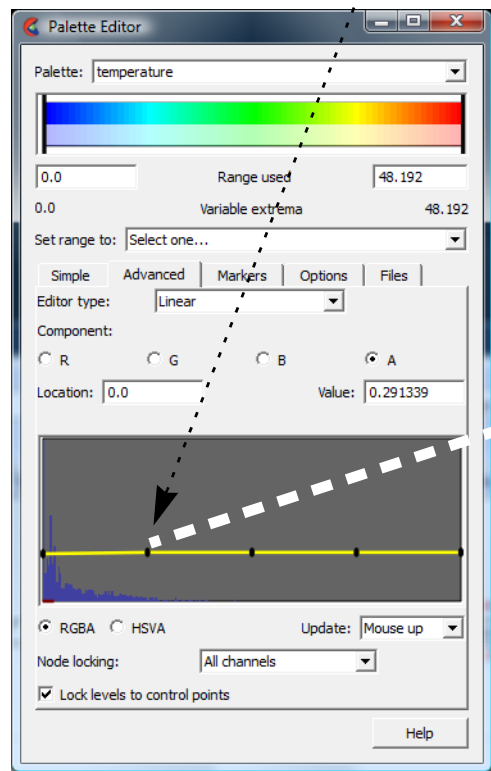 Palette Editor
Palette: temperature
0.0 Range used 48.192
0.0 Variable extrema 48.192
Set range to: Select one...
Simple Advanced Markers Options Files
Editor type: Linear
Component:
R G B A
Location: 0.0 Value: 0.291339
RGBA HSVA Update: Mouse up
Node locking: All channels
Lock levels to control points
Help